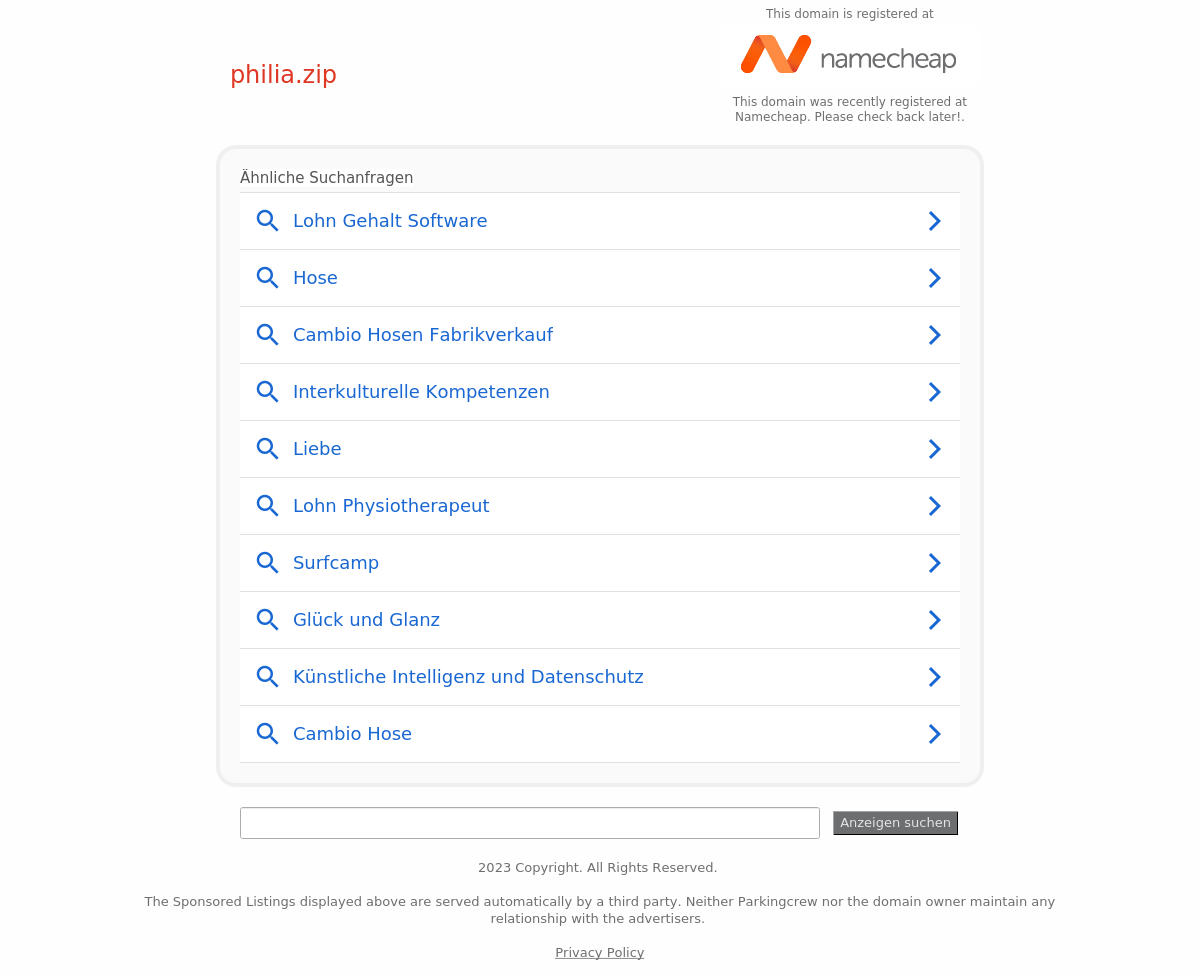 This domain is registered at
namecheap
philia.zip
This domain was recently registered at
Namecheap. Please check back later!.
Ähnliche Suchanfragen
Lohn Gehalt Software
Hose
Cambio Hosen Fabrikverkauf
Interkulturelle Kompetenzen
Liebe
Lohn Physiotherapeut
Surfcamp
Glück und Glanz
Künstliche Intelligenz und Datenschutz
Cambio Hose
Anzeigen suchen
2023 Copyright. All Rights Reserved.
The Sponsored Listings displayed above are served automatically by a third party. Neither Parkingcrew nor the domain owner maintain any
relationship with the advertisers.
Privacy Policy